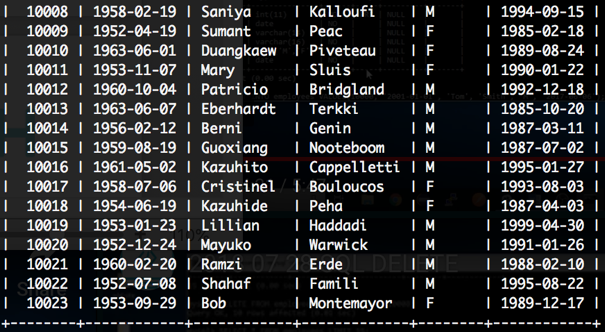 | 10008 | 1958-02-19 | Saniya | Kalloufi | M | 1994-09-15 |
| 10009 | 1952-04-19 | Sumant | Peac | F | 1985-02-18 |
| 10010 | 1963-06-01 | Duangkaew | Piveteau | F | 1989-08-24 |
| 10011 | 1953-11-07 | Mary | Sluis | F | 1990-01-22 |
| 10012 | 1960-10-04 | Patricio | Bridgland | M | 1992-12-18 |
| 10013 | 1963-06-07 | Eberhardt | Terkki | M | 1985-10-20 |
| 10014 | 1956-02-12 | Berni | Genin | M | 1987-03-11 |
| 10015 | 1959-08-19 | Guoxiang | Nooteboom | M | 1987-07-02 |
| 10016 | 1961-05-02 | Kazuhito | Cappelletti | M | 1995-01-27 |
| 10017 | 1958-07-06 | Cristinel | Bouloucos | F | 1993-08-03 |
| 10018 | 1954-06-19 | Kazuhide | Peha | F | 1987-04-03 |
| 10019 | 1953-01-23 | Lillian | Haddadi | M | 1999-04-30 |
| 10020 | 1952-12-24 | Mayuko | Warwick | M | 1991-01-26 |
| 10021 | 1960-02-20 | Ramzi | Erde | M | 1988-02-10 |
| 10022 | 1952-07-08 | Shahaf | Famili | M | 1995-08-22 |
| 10023 | 1953-09-29 | Bob | Montemayor | F | 1989-12-17 |
+--------+------------+-----------+-------------+--------+------------+